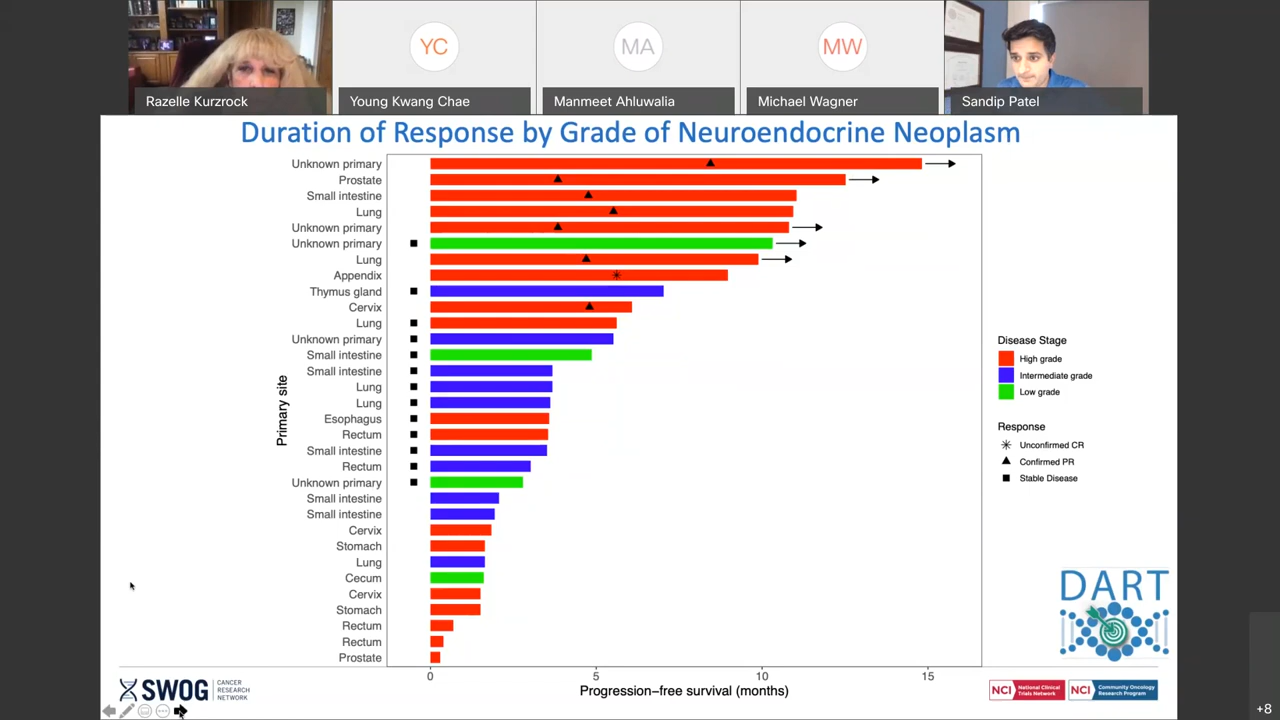 YC
MA
MW
Razelle Kurzrock
Young Kwang Chae
Manmeet Ahluwalia
Michael Wagner
Sandip Patel
Duration of Response by Grade of Neuroendocrine Neoplasm
Primary site
Unknown primary
Prostate
Small intestine
Lung
Unknown primary
Unknown primary
Lung
Appendix
Thymus gland
Cervix
Lung
Unknown primary
Small intestine
Small intestine
Lung
Lung
Esophagus
Rectum
Small intestine
Rectum
Unknown primary
Small intestine
Small intestine
Cervix
Stomach
Lung
Cecum
Cervix
Stomach
Rectum
Rectum
Prostate
0 5 10 15
Progression-free survival (months)
Disease Stage
High grade
Intermediate grade
Low grade
Response
Unconfirmed CR
Confirmed PR
Stable Disease
DART
SWOG
CANCER
RESEARCH
NETWORK
NCI National Clinical
Trials Network
NCI Community Oncology
Research Program
+8